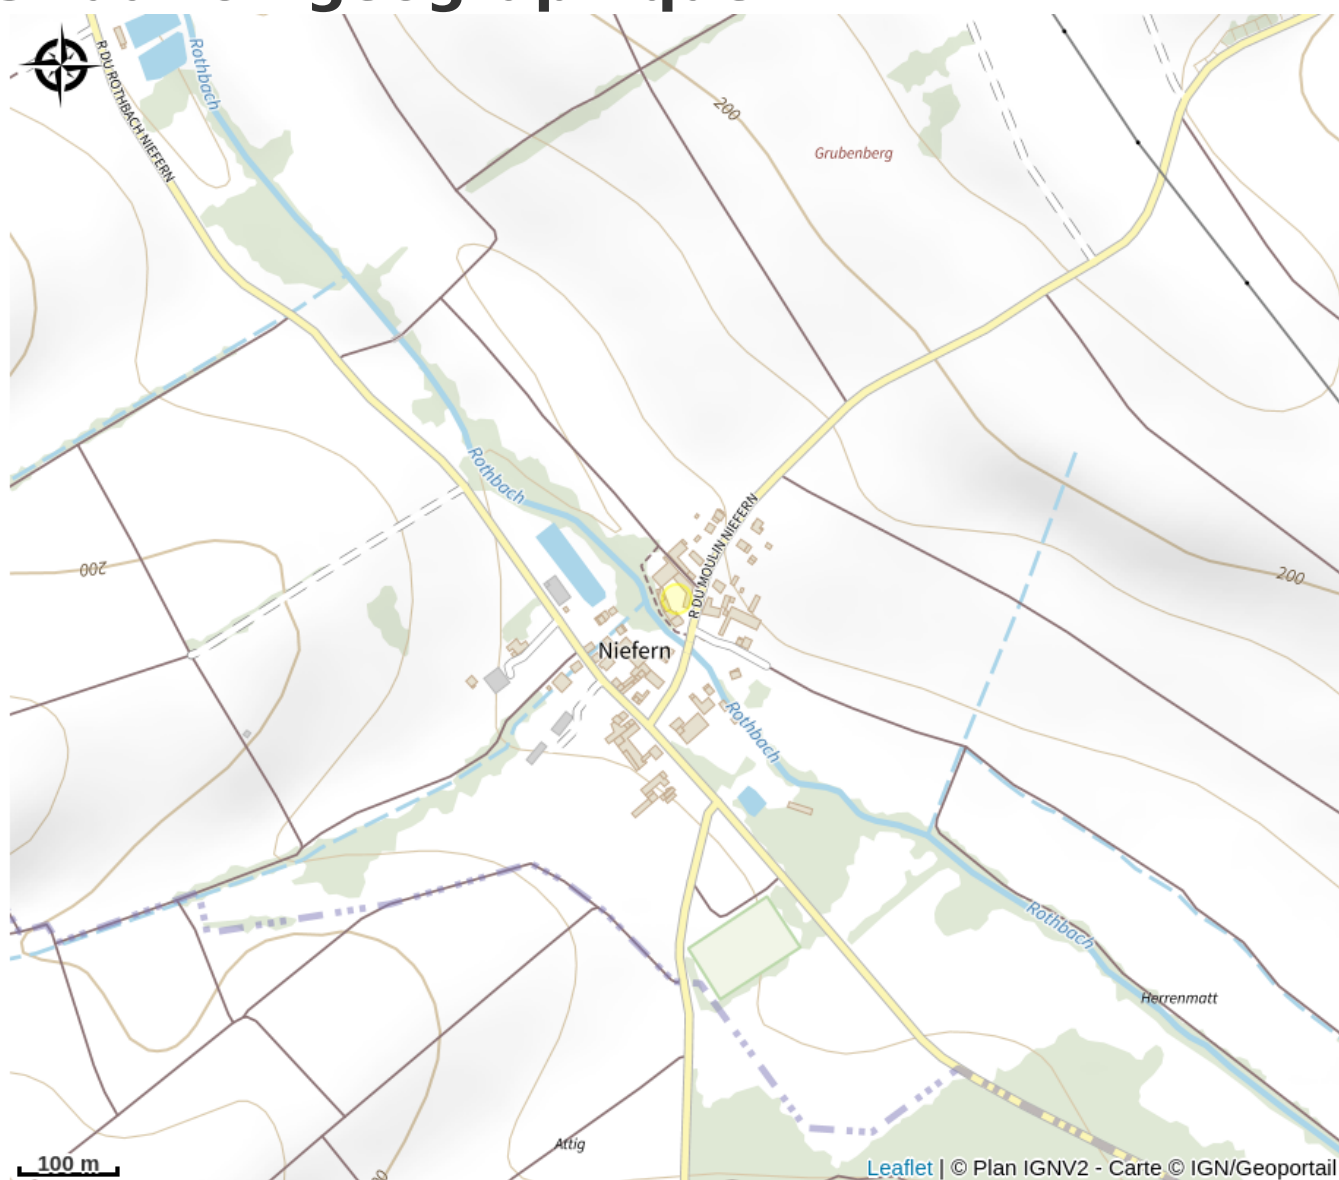 Rothbach
R DU ROTHBACH NIEFERN
200
Grubenberg
Rothbach
R DU MOULIN NIEFERN
200
200
Niefern
Rothbach
Rothbach
Herrenmatt
Attig
100 m
Leaflet | © Plan IGNV2 - Carte © IGN/Geoportail